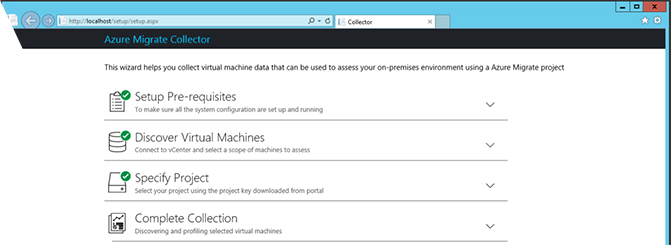 http://localhost/setup/setup.aspx
Collector
Azure Migrate Collector
This wizard helps you collect virtual machine data that can be used to assess your on-premises environment using a Azure Migrate project
Setup Pre-requisites
To make sure all the system configuration are set up and running
Discover Virtual Machines
Connect to vCenter and select a scope of machines to assess
Specify Project
Select your project using the project key downloaded from portal
Complete Collection
Discovering and profiling selected virtual machines